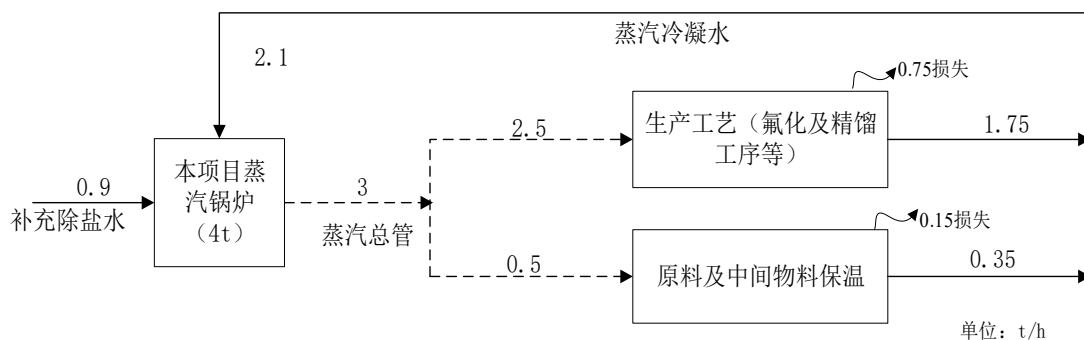 蒸汽冷凝水
2.1
0.75损失
生产工艺（氟化及精馏
工序等）
2.5
1.75
本项目蒸
汽锅炉
（4t）
0.9
补充除盐水
3
蒸汽总管
0.15损失
0.5
原料及中间物料保温
0.35
单位：t/h